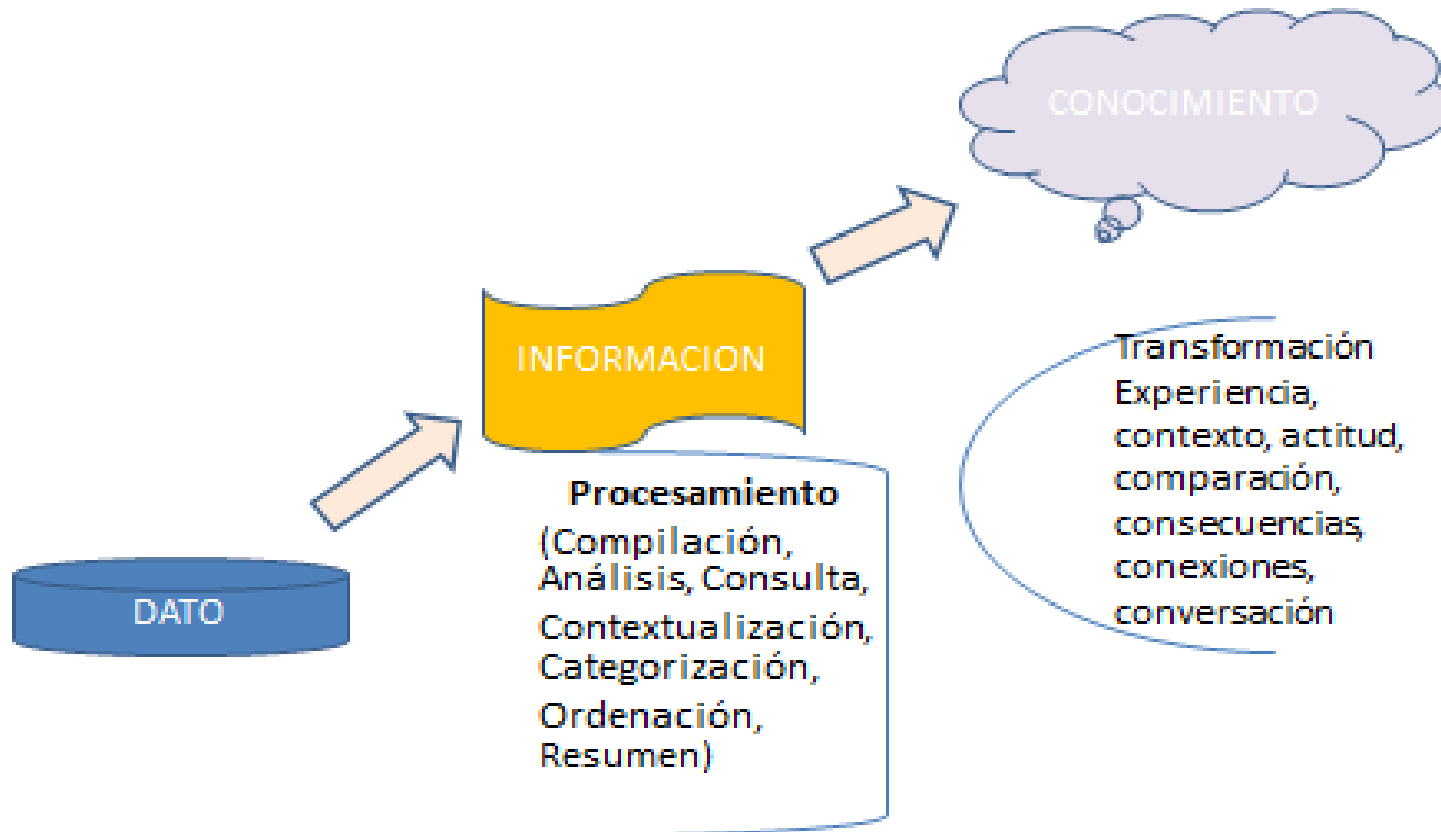 CONOCIMIENTO
INFORMACION
Transformación
Experiencia,
contexto, actitud,
comparación,
consecuencias,
conexiones,
conversación
Procesamiento
(Compilación,
Análisis, Consulta,
Contextualización,
Categorización,
Ordenación,
Resumen)
DATO